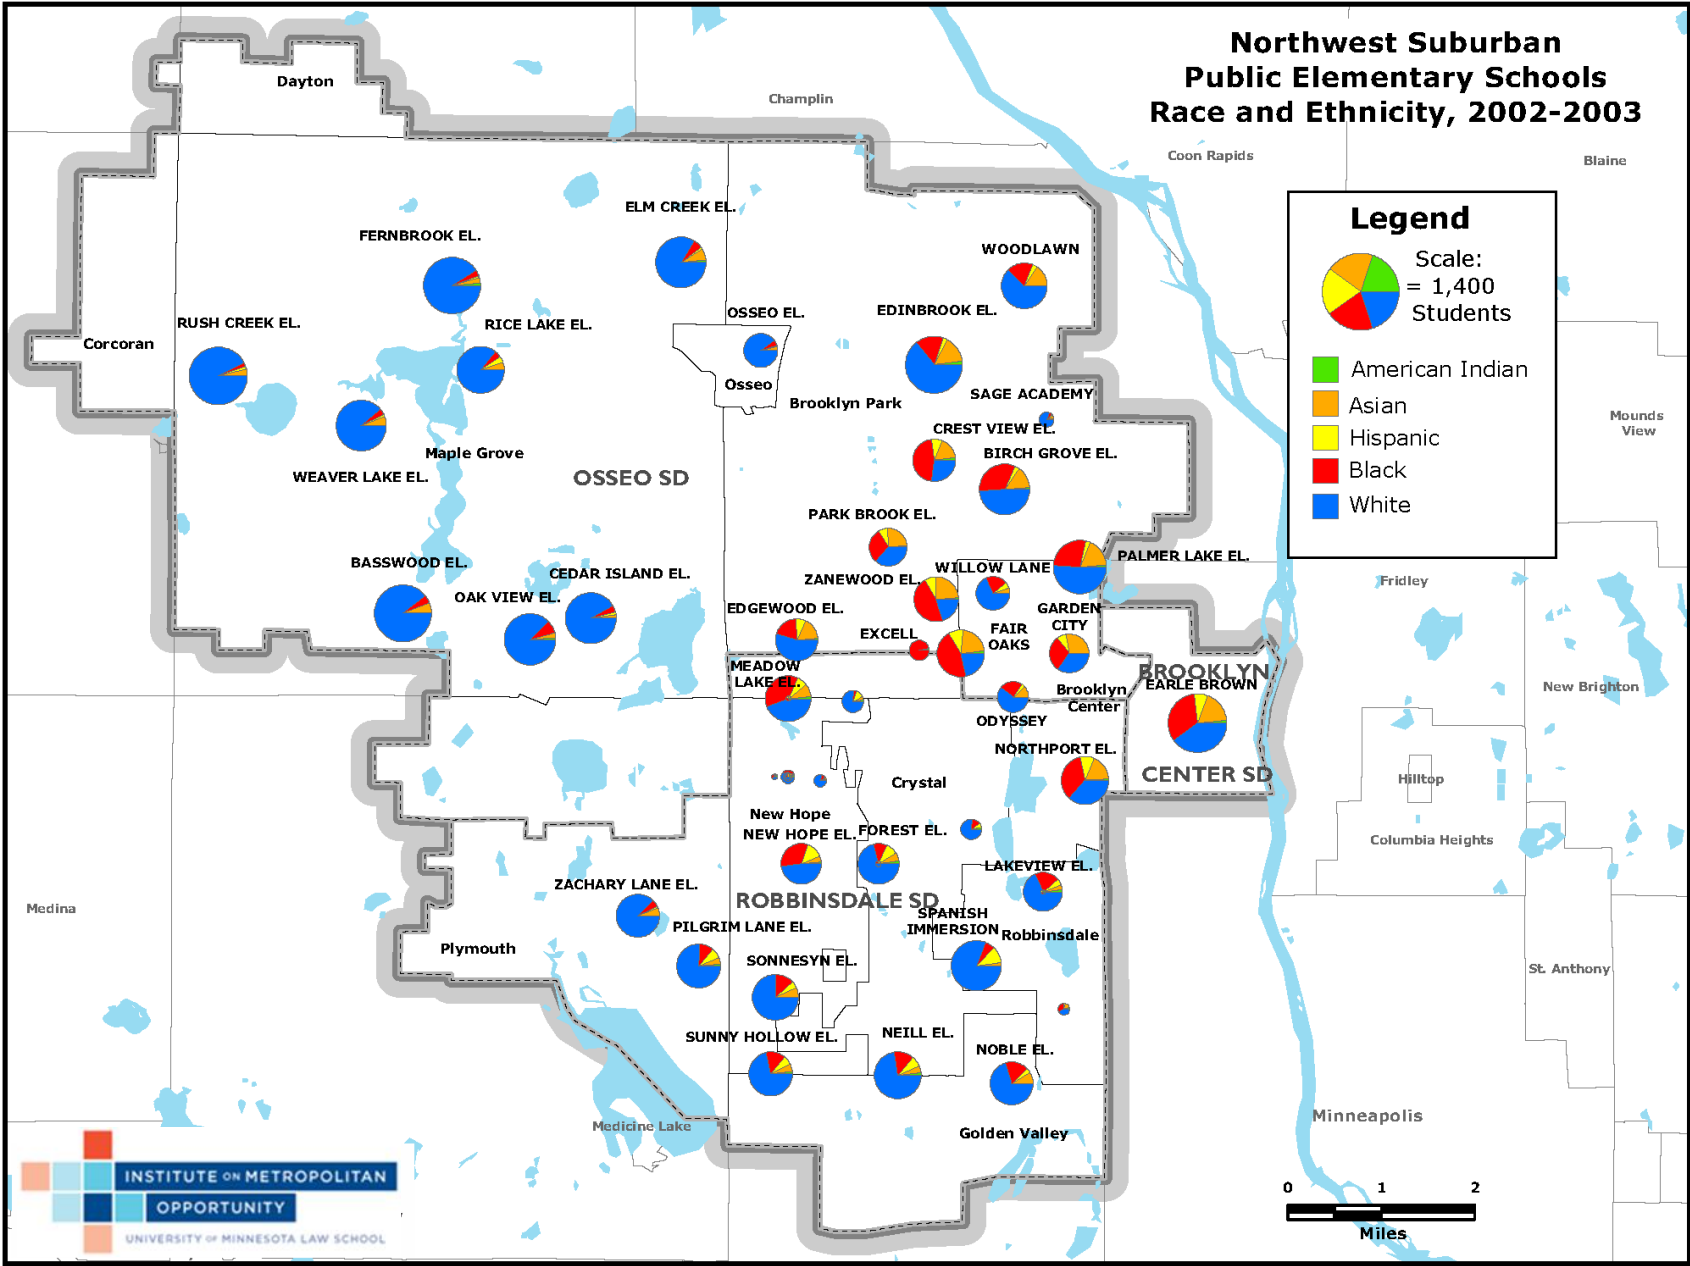 Northwest Suburban
Public Elementary Schools
Race and Ethnicity, 2002-2003
Dayton
Champlin
Coon Rapids
Blaine
Legend
Scale:
= 1,400
Students
American Indian
Asian
Hispanic
Black
White
ELM CREEK EL.
FERNBROOK EL.
WOODLAWN
RUSH CREEK EL.
RICE LAKE EL.
OSSEO EL.
EDINBROOK EL.
Corcoran
Osseo
Brooklyn Park
SAGE ACADEMY
Mounds
View
CREST VIEW EL.
BIRCH GROVE EL.
Maple Grove
WEAVER LAKE EL.
OSSEO SD
PARK BROOK EL.
PALMER LAKE EL.
BASSWOOD EL.
CEDAR ISLAND EL.
WILLOW LANE
ZANEWOOD EL.
Fridley
OAK VIEW EL.
EDGEWOOD EL.
GARDEN
CITY
EXCELL
FAIR
OAKS
MEADOW
LAKE EL.
BROOKLYN
EARLE BROWN
Brooklyn
Center
New Brighton
ODYSSEY
NORTHPORT EL.
CENTER SD
Crystal
Hilltop
New Hope
NEW HOPE EL.
FOREST EL.
Columbia Heights
LAKEVIEW EL.
ZACHARY LANE EL.
ROBBINSDALE SD
Medina
SPANISH
IMMERSION
PILGRIM LANE EL.
Robbinsdale
Plymouth
SONNESYN EL.
St. Anthony
SUNNY HOLLOW EL.
NEILL EL.
NOBLE EL.
Medicine Lake
Golden Valley
Minneapolis
INSTITUTE ON METROPOLITAN
OPPORTUNITY
UNIVERSITY OF MINNESOTA LAW SCHOOL
0 1 2
Miles